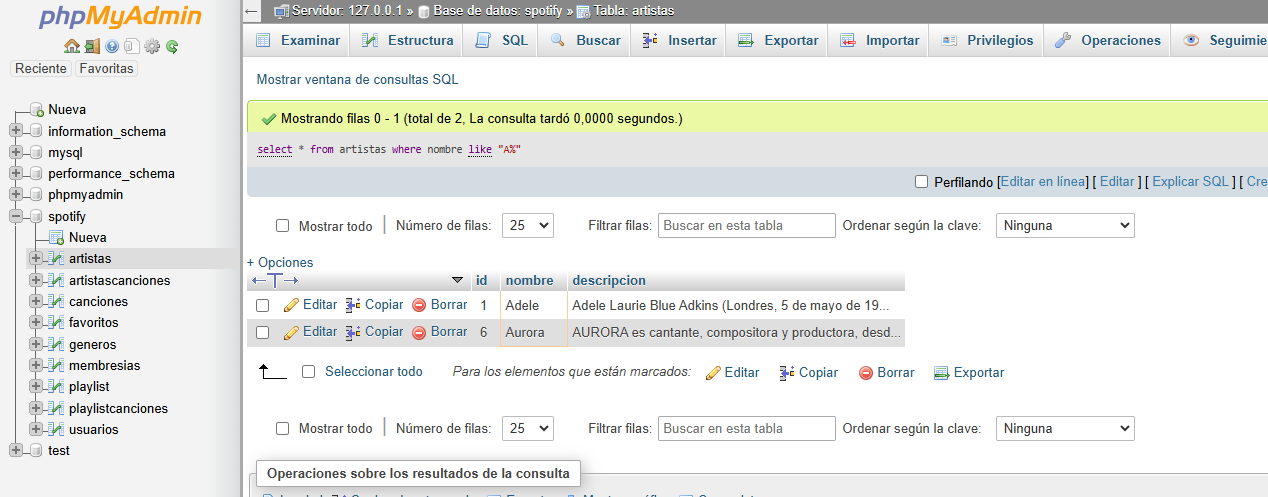 phpMyAdmin
Reciente Favoritas
Nueva
information_schema
mysql
performance_schema
phpmyadmin
spotify
Nueva
artistas
artistascanciones
canciones
favoritos
generos
membresias
playlist
playlistcanciones
usuarios
test
Servidor: 127.0.0.1 » Base de datos: spotify » Tabla: artistas
Examinar Estructura SQL Buscar Insertar Exportar Importar Privilegios Operaciones Seguimie
Mostrar ventana de consultas SQL
Mostrando filas 0 - 1 (total de 2, La consulta tardó 0,0000 segundos.)
select * from artistas where nombre like "A%"
Perfilando [Editar en línea] [ Editar ] [ Explicar SQL ] [ Cre
Mostrar todo Número de filas: 25 Filtrar filas: Buscar en esta tabla Ordenar según la clave: Ninguna
+ Opciones
id nombre descripcion
Editar Copiar Borrar 1 Adele Adele Laurie Blue Adkins (Londres, 5 de mayo de 19...
Editar Copiar Borrar 6 Aurora AURORA es cantante, compositora y productora, desd...
Seleccionar todo Para los elementos que están marcados: Editar Copiar Borrar Exportar
Mostrar todo Número de filas: 25 Filtrar filas: Buscar en esta tabla Ordenar según la clave: Ninguna
Operaciones sobre los resultados de la consulta